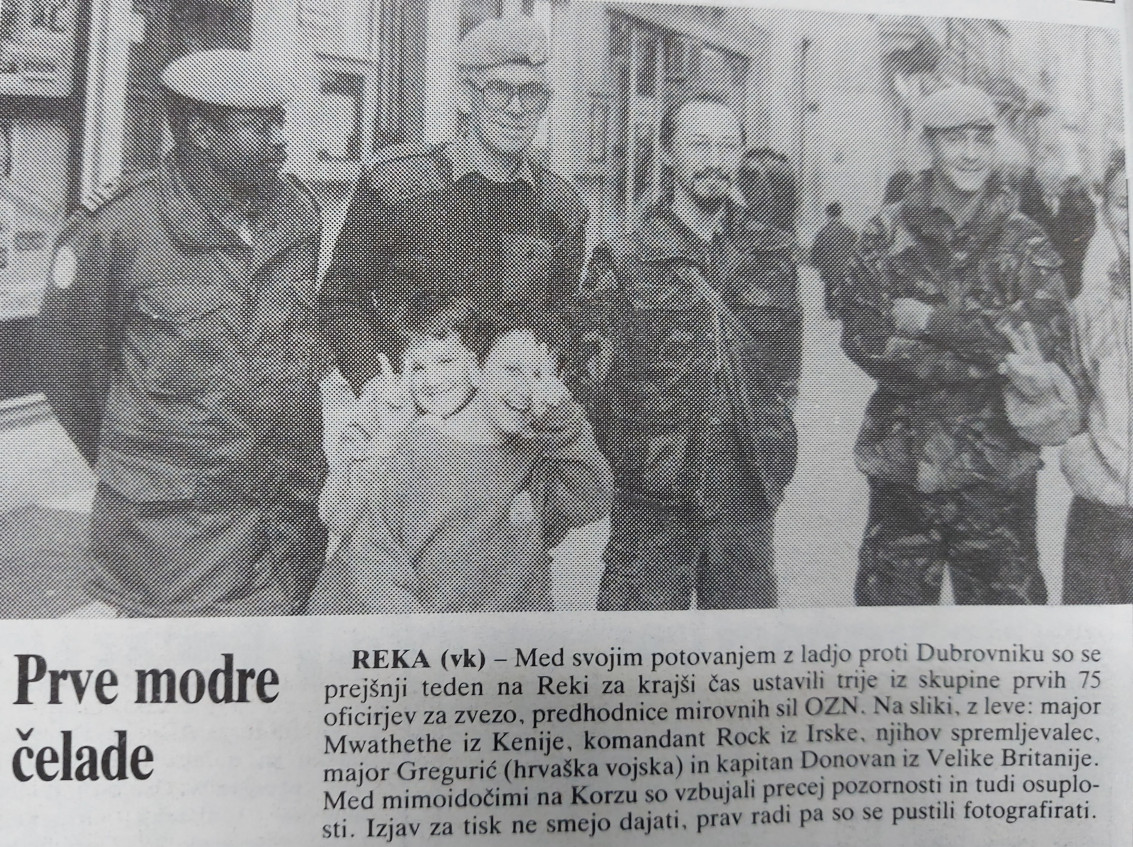 Prve modre
čelade
REKA (vk) – Med svojim potovanjem z ladjo proti Dubrovniku so se
prejšnji teden na Reki za krajši čas ustavili trije iz skupine prvih 75
oficirjev za zvezo, predhodnice mirovnih sil OZN. Na sliki, z leve: major
Mwathethe iz Kenije, komandant Rock iz Irske, njihov spremljevalec,
major Gregurić (hrvaška vojska) in kapitan Donovan iz Velike Britanije.
Med mimoidočimi na Korzu so vzbujali precej pozornosti in tudi osuplo-
sti. Izjav za tisk ne smejo dajati, prav radi pa so se pustili fotografirati.